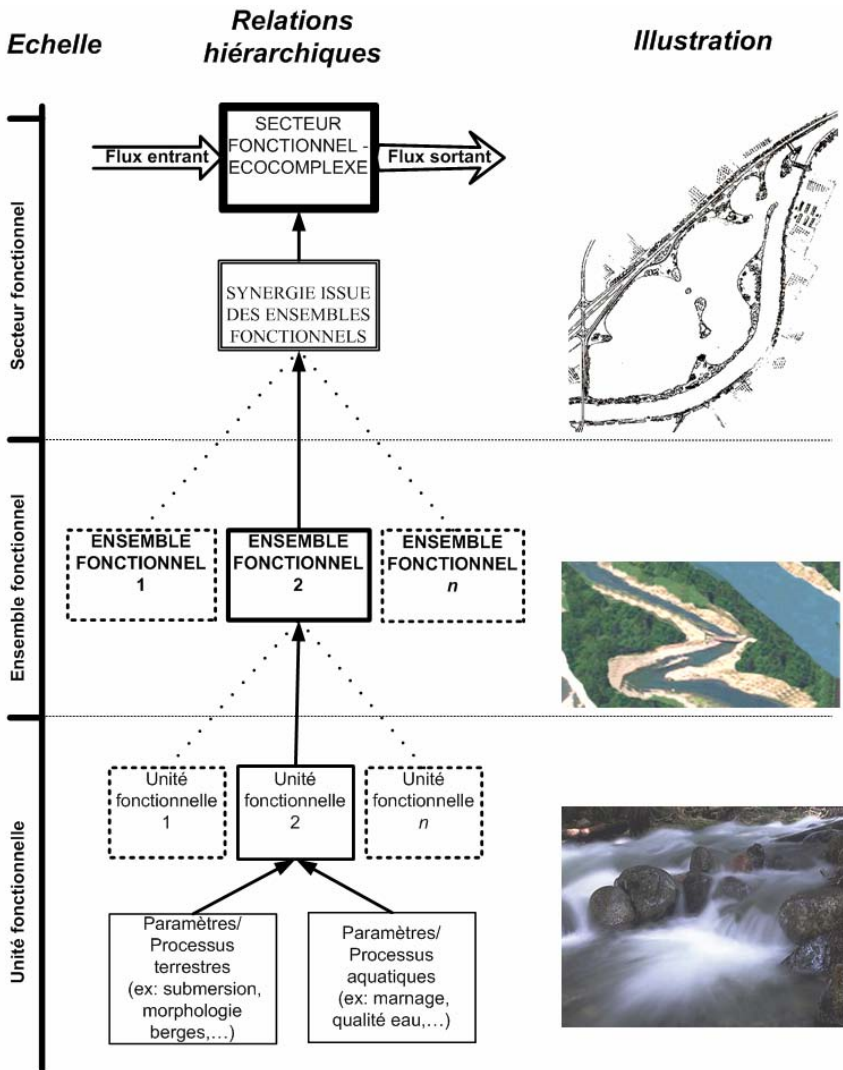 Echelle
Relations
hiérarchiques
Illustration
Secteur fonctionnel
Flux entrant
SECTEUR
FONCTIONNEL -
ECOCOMPLEXE
Flux sortant
SYNERGIE ISSUE
DES ENSEMBLES
FONCTIONNELS
Ensemble fonctionnel
ENSEMBLE
FONCTIONNEL
1
ENSEMBLE
FONCTIONNEL
2
ENSEMBLE
FONCTIONNEL
n
Unité fonctionnelle
Unité
fonctionnelle
1
Unité
fonctionnelle
2
Unité
fonctionnelle
n
Paramètres/
Processus
terrestres
(ex: submersion,
morphologie
berges,...)
Paramètres/
Processus
aquatiques
(ex: marnage,
qualité eau,...)